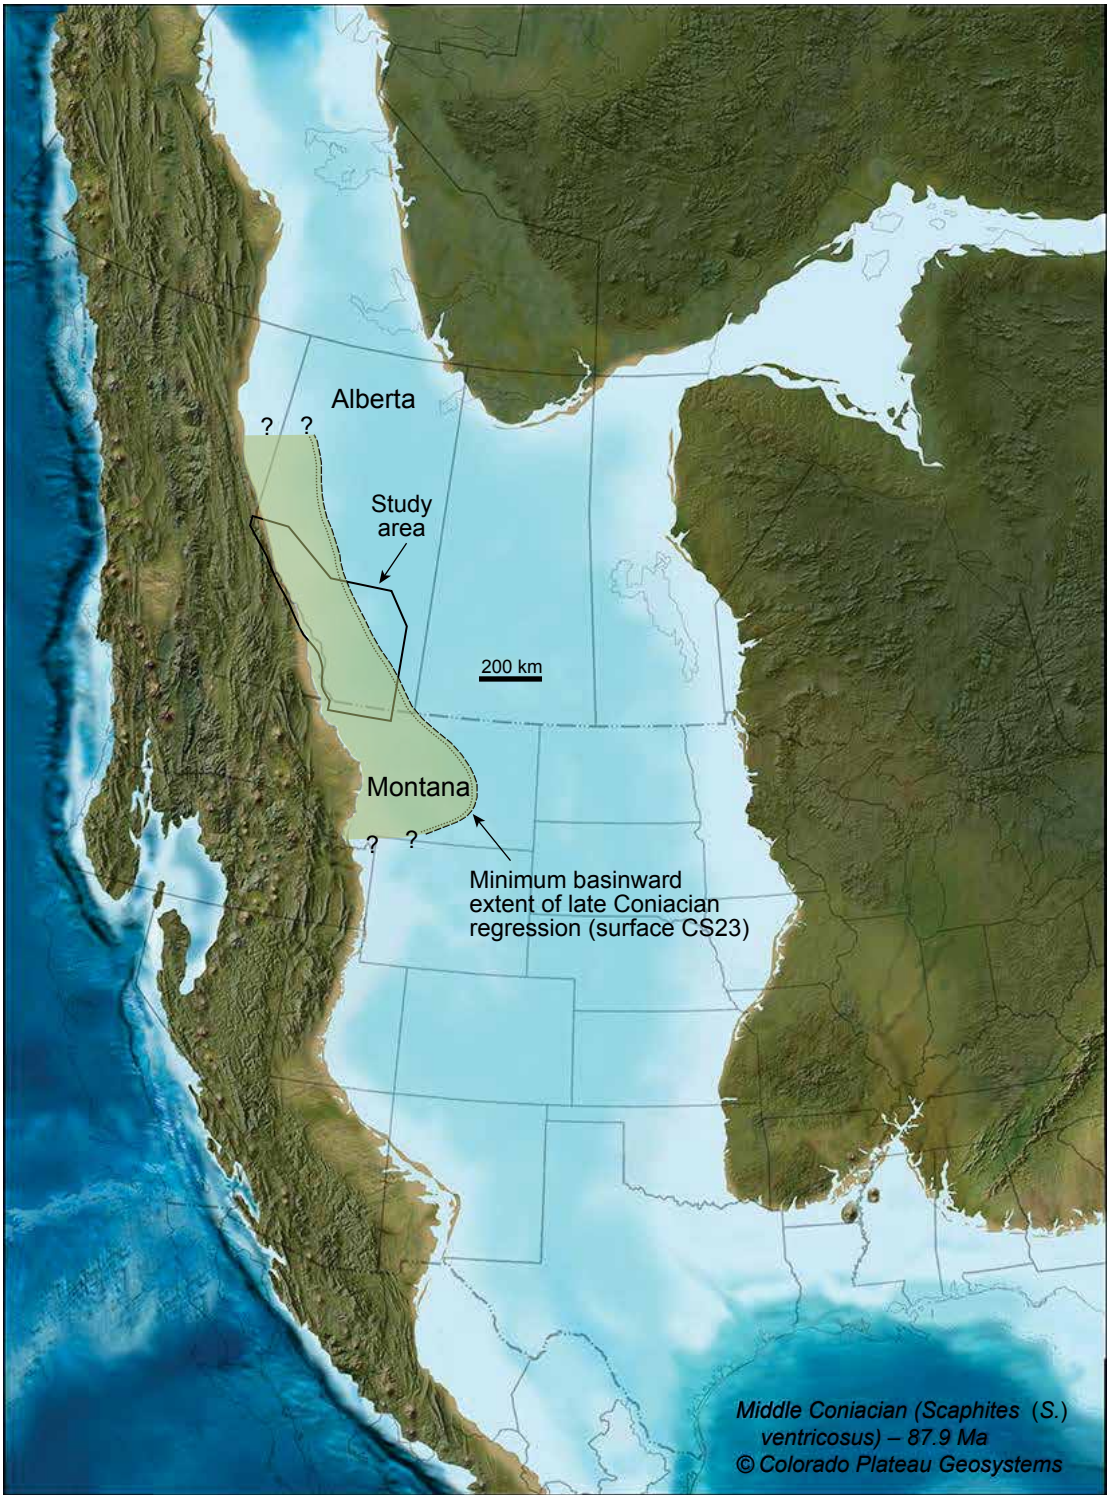 Alberta
? ?
Study
area
200 km
Montana
? ?
Minimum basinward
extent of late Coniacian
regression (surface CS23)
Middle Coniacian (Scaphites (S.)
ventricosus) – 87.9 Ma
© Colorado Plateau Geosystems